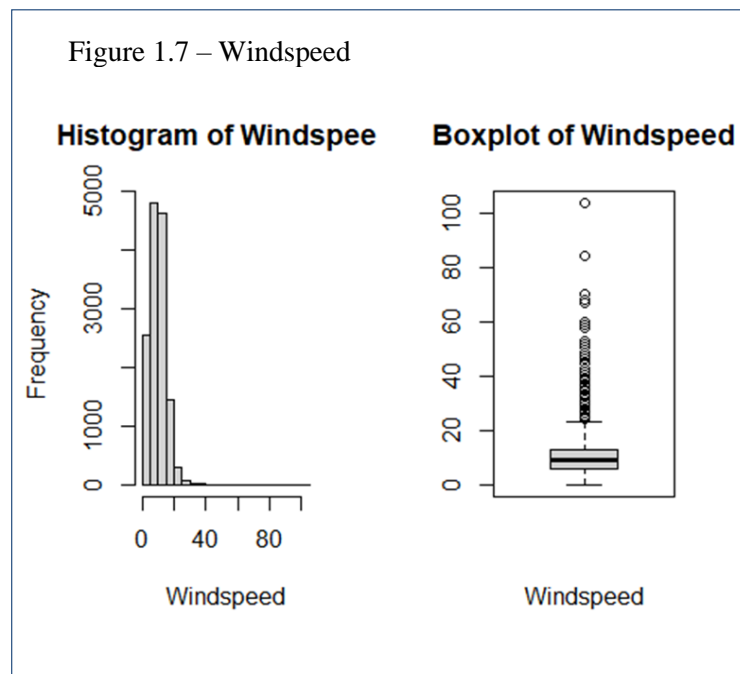 Figure 1.7 – Windspeed
Histogram of Windspee
Frequency
5000
3000
1000
0
0 40 80
Windspeed
Boxplot of Windspeed
100
80
60
40
20
0
Windspeed